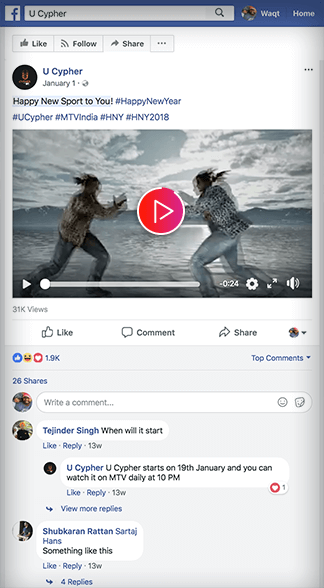 U Cypher
Waqt Home
Like Follow Share
U Cypher
January 1 ·
Happy New Sport to You! #HappyNewYear
#UCypher #MTVIndia #HNY #HNY2018
-0:24
31K Views
Like Comment Share
1.9K Top Comments
26 Shares
Write a comment...
Tejinder Singh When will it start
Like · Reply · 13w
U Cypher U Cypher starts on 19th January and you can
watch it on MTV daily at 10 PM
1
Like · Reply · 13w
View more replies
Shubkaran Rattan Sartaj
Hans
Something like this
Like · Reply · 13w
4 Replies